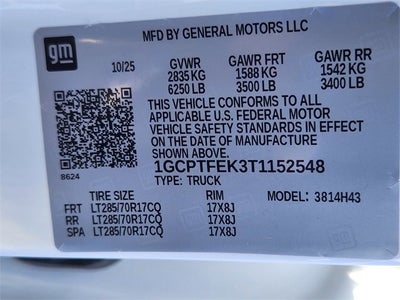 MFD BY GENERAL MOTORS LLC
gm
10/25 GVWR GAWR FRT GAWR RR
2835 KG 1588 KG 1542 KG
6250 LB 3500 LB 3400 LB
THIS VEHICLE CONFORMS TO ALL
APPLICABLE U.S. FEDERAL MOTOR
VEHICLE SAFETY STANDARDS IN EFFECT
ON THE DATE OF MANUFACTURE
SHOWN ABOVE.
8624
1GCPTFEK3T1152548
TYPE: TRUCK
TIRE SIZE RIM MODEL: 3814H43
FRT LT285/70R17CQ 17X8J
RR LT285/70R17CQ 17X8J
SPA LT285/70R17CQ 17X8J